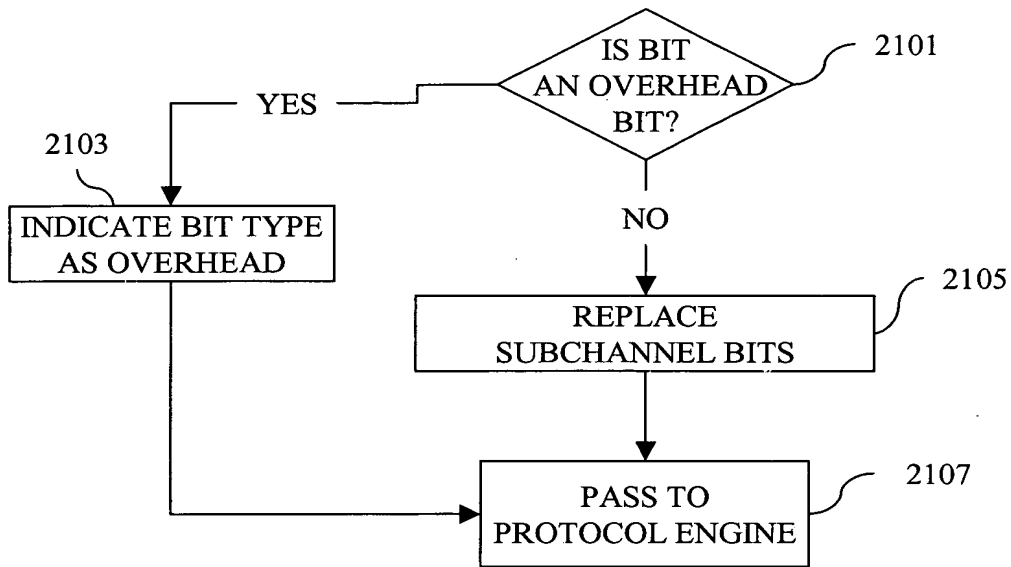 IS BIT
AN OVERHEAD
BIT?
2101
YES
2103
INDICATE BIT TYPE
AS OVERHEAD
NO
2105
REPLACE
SUBCHANNEL BITS
2107
PASS TO
PROTOCOL ENGINE